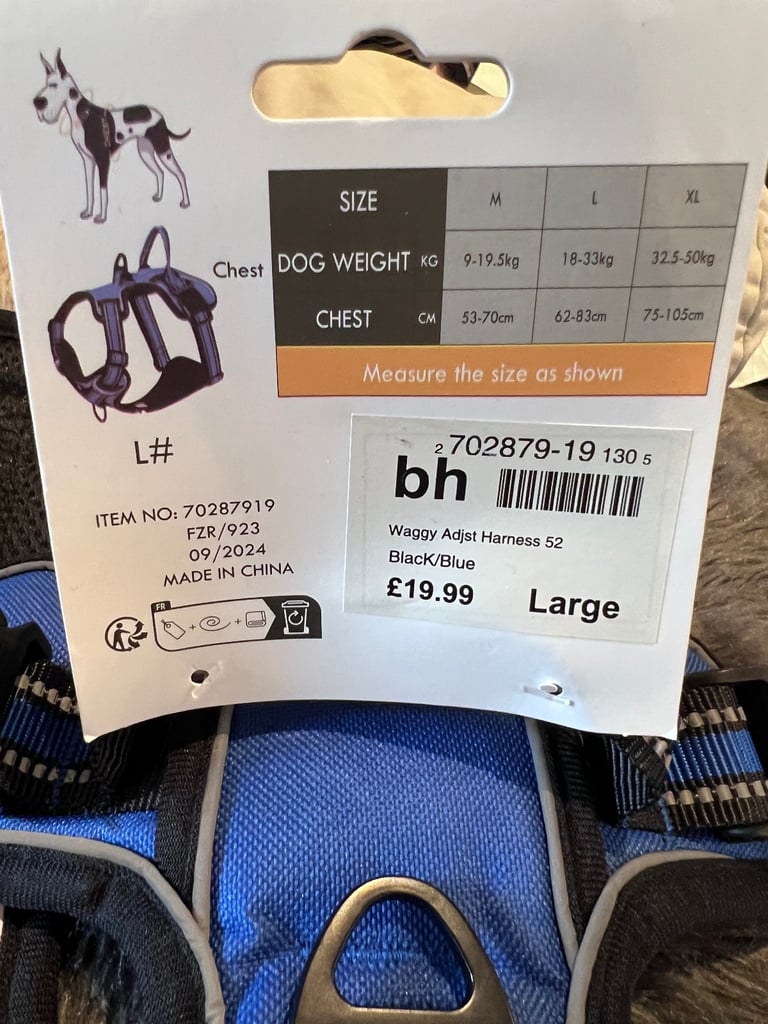 SIZE M L XL
Chest DOG WEIGHT KG 9-19.5kg 18-33kg 32.5-50kg
CHEST CM 53-70cm 62-83cm 75-105cm
Measure the size as shown
L#
ITEM NO: 70287919
FZR/923
09/2024
MADE IN CHINA
FR
+ +
2 702879-19 130 5
bh
Waggy Adjst Harness 52
BlacK/Blue
£19.99 Large